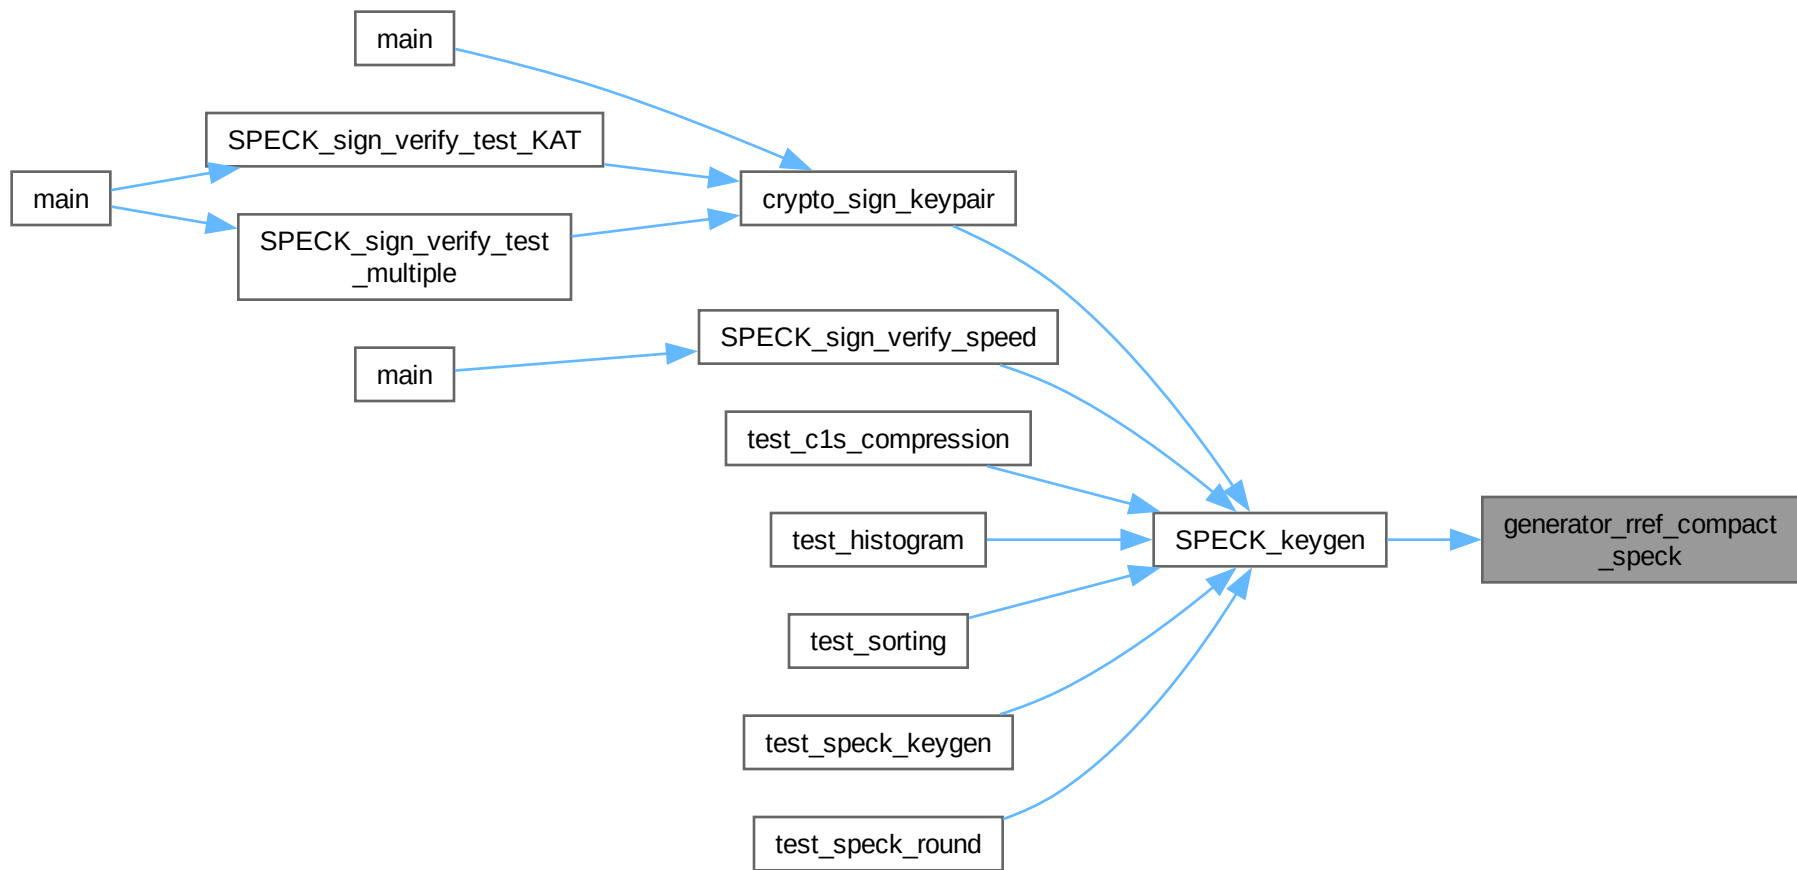 main
SPECK_sign_verify_test_KAT
main
crypto_sign_keypair
SPECK_sign_verify_test
_multiple
SPECK_sign_verify_speed
main
test_c1s_compression
generator_rref_compact
_speck
test_histogram
SPECK_keygen
test_sorting
test_speck_keygen
test_speck_round